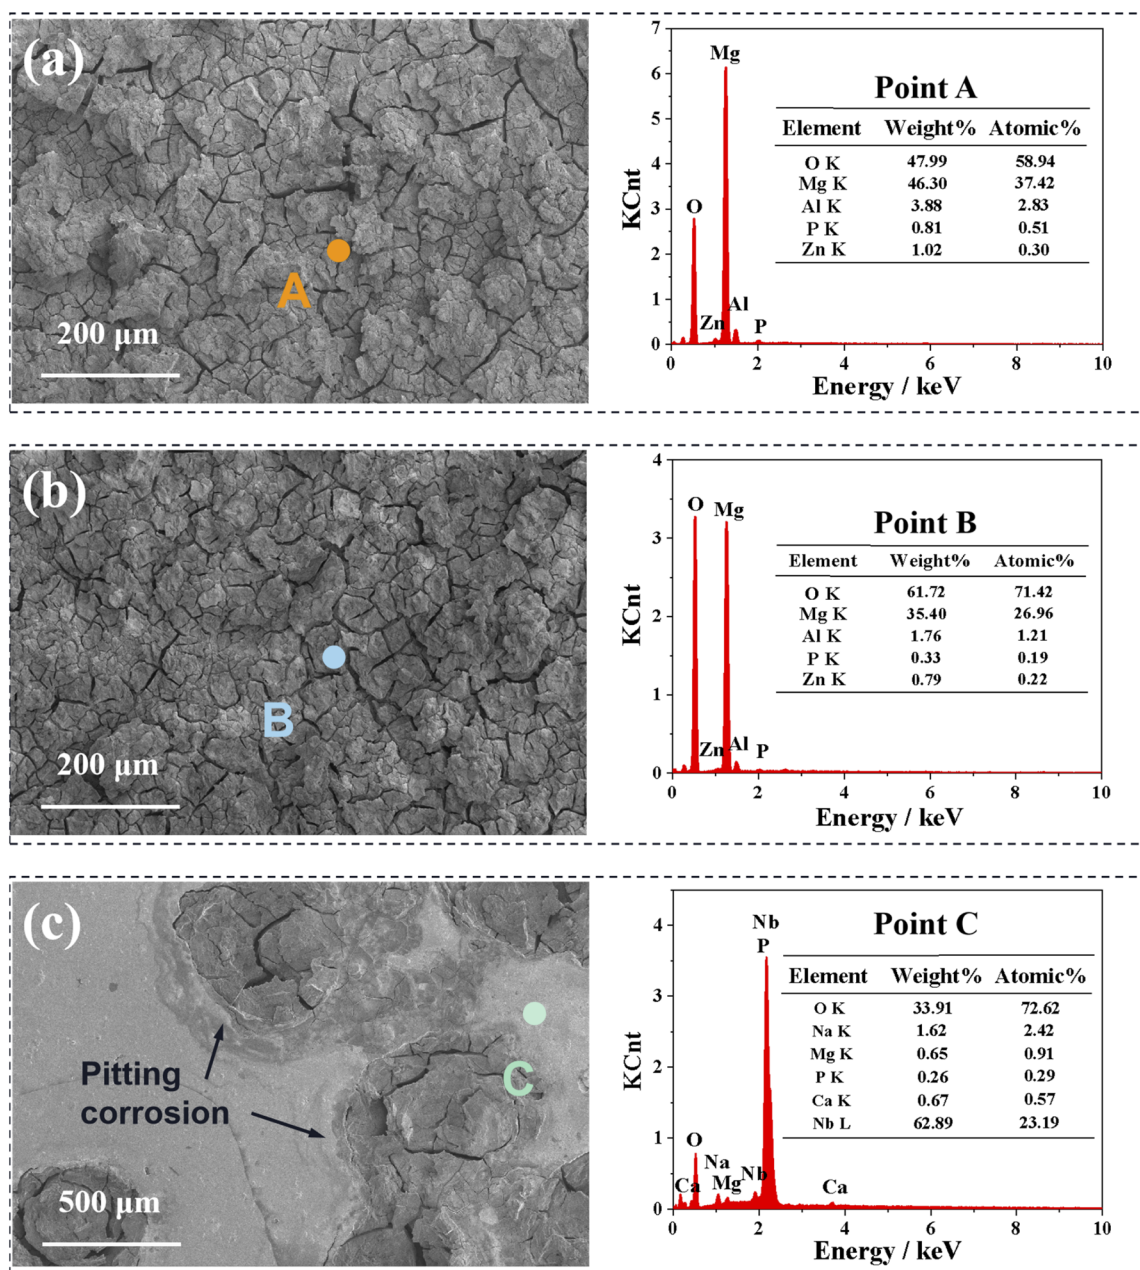 (a)
A
200 μm
7
6
5
4
3
2
1
0
KCnt
Mg
O
Zn
Al
P
Point A
Element Weight% Atomic%
O K 47.99 58.94
Mg K 46.30 37.42
Al K 3.88 2.83
P K 0.81 0.51
Zn K 1.02 0.30
0 2 4 6 8 10
Energy / keV
(b)
B
200 μm
4
3
2
1
0
KCnt
O
Mg
Zn
Al
P
Point B
Element Weight% Atomic%
O K 61.72 71.42
Mg K 35.40 26.96
Al K 1.76 1.21
P K 0.33 0.19
Zn K 0.79 0.22
0 2 4 6 8 10
Energy / keV
(c)
C
Pitting
corrosion
500 μm
4
3
2
1
0
KCnt
Nb
P
O
Ca
Na
Mg
Nb
Ca
Point C
Element Weight% Atomic%
O K 33.91 72.62
Na K 1.62 2.42
Mg K 0.65 0.91
P K 0.26 0.29
Ca K 0.67 0.57
Nb L 62.89 23.19
0 2 4 6 8 10
Energy / keV